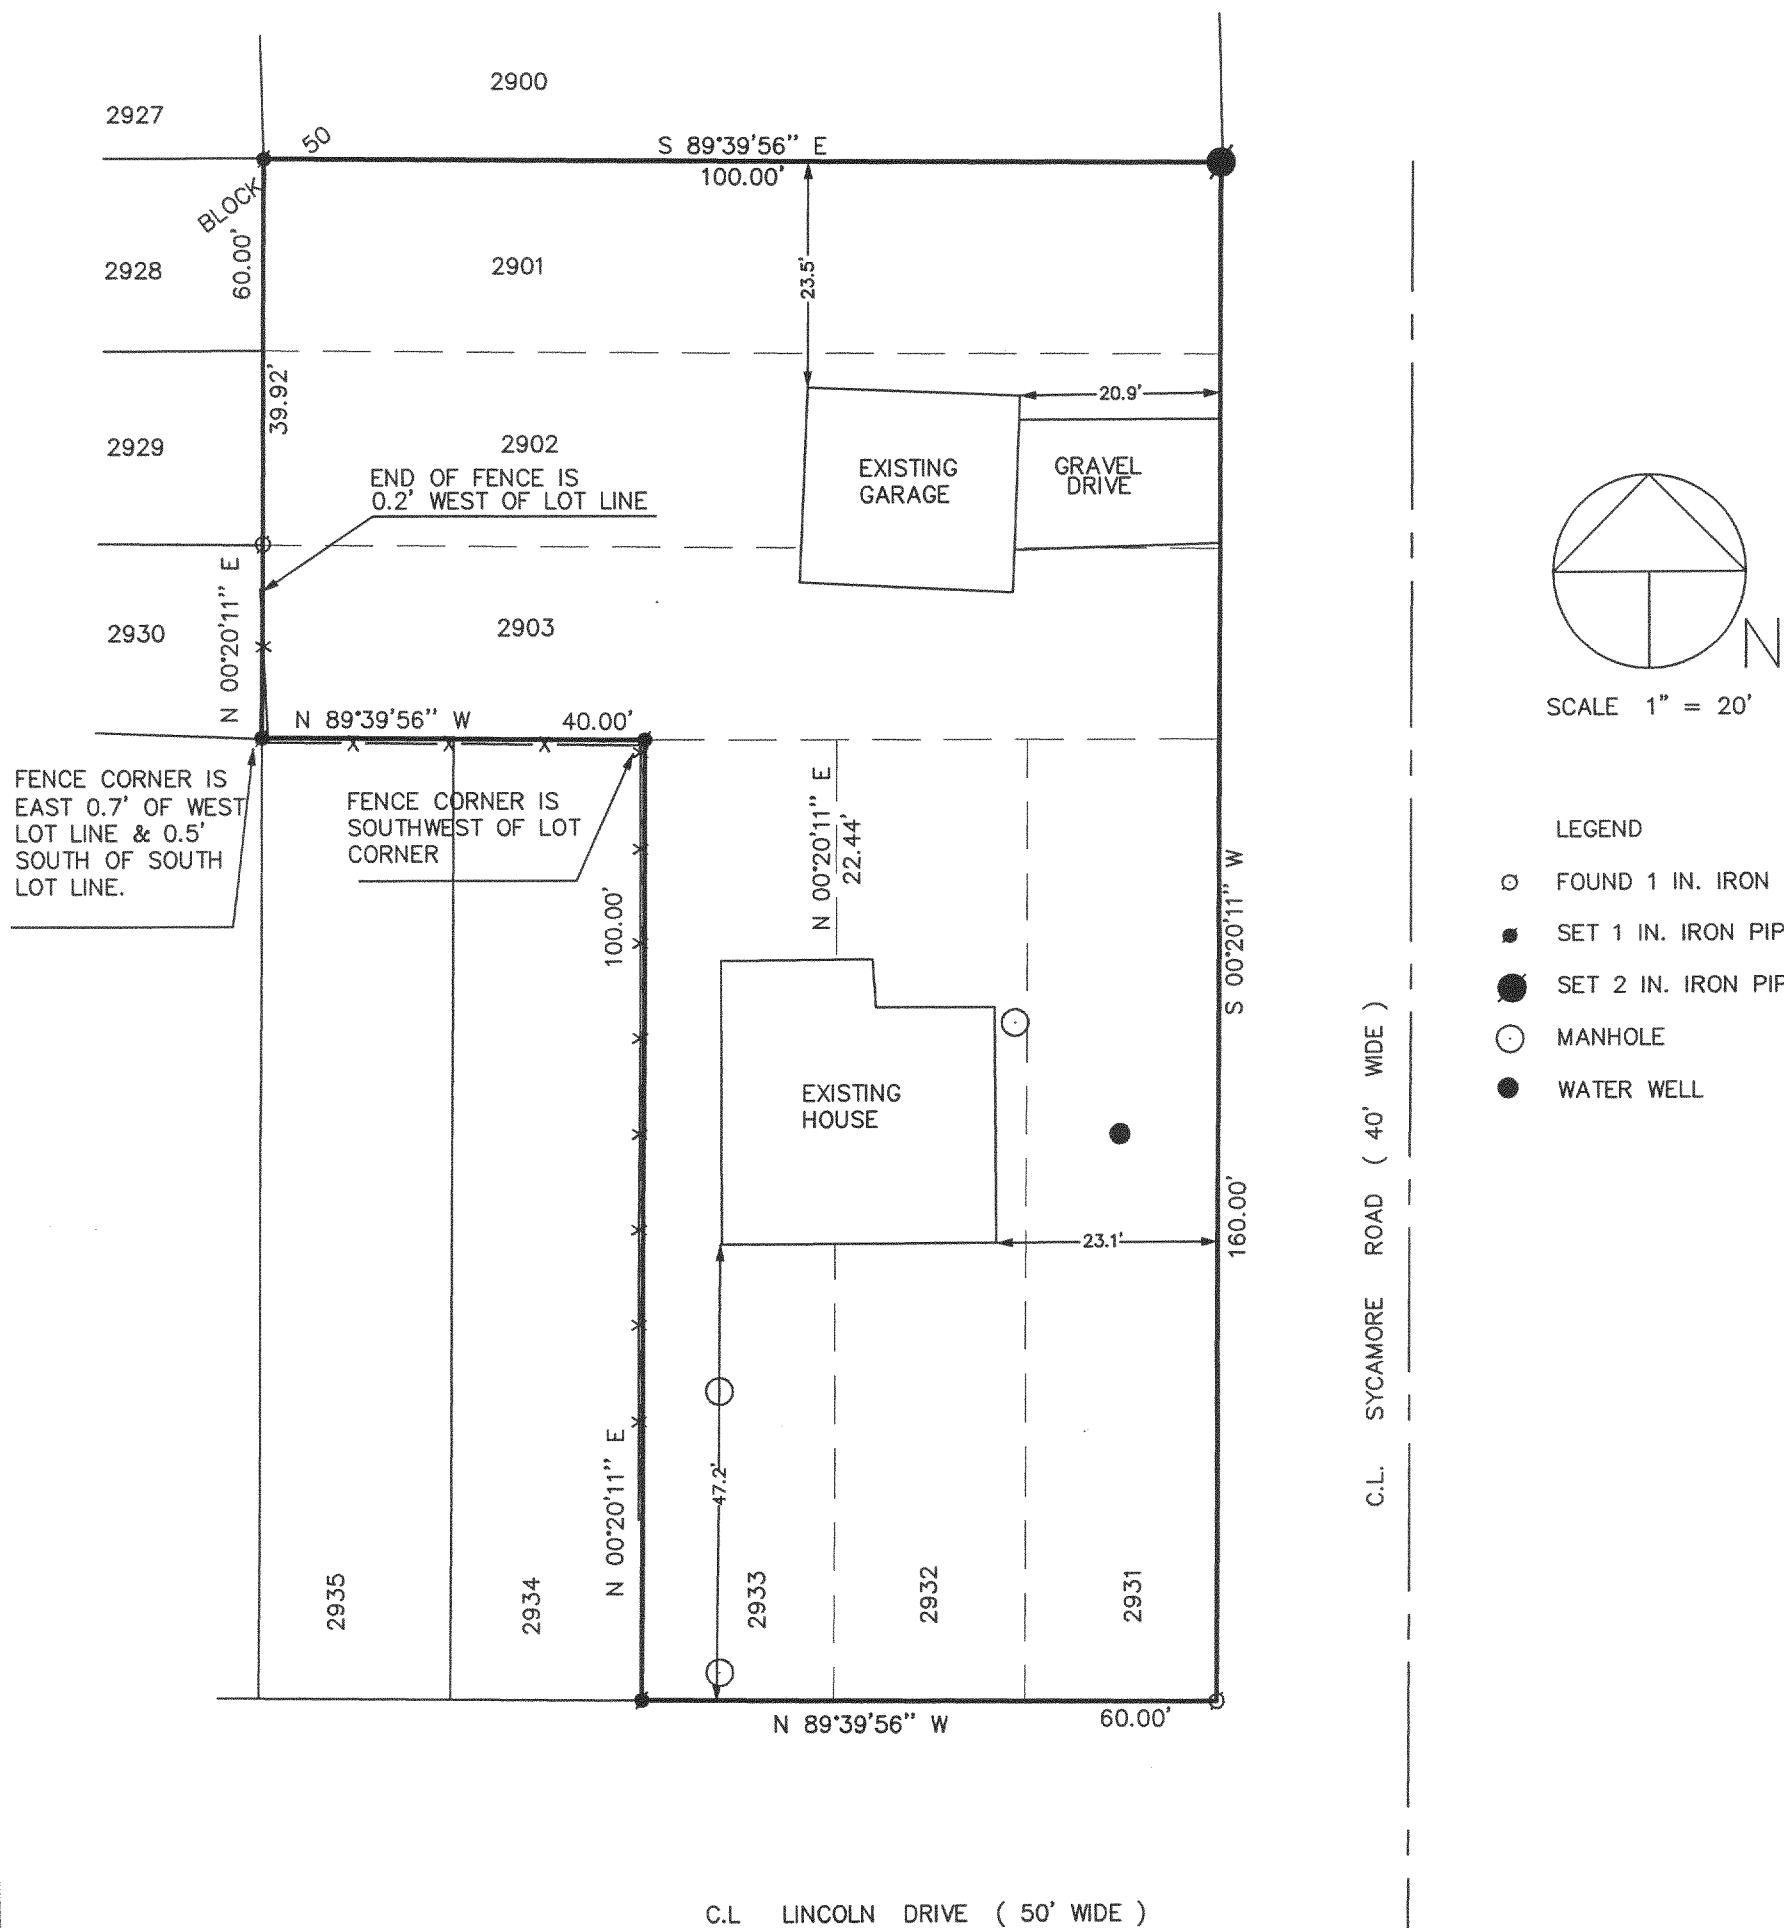 2900
2927
50
S 89°39'56" E
100.00'
BLOCK
60.00'
2928
2901
23.5'
39.92'
20.9'
2929
2902
EXISTING
GARAGE
GRAVEL
DRIVE
END OF FENCE IS
0.2' WEST OF LOT LINE
N 00°20'11" E
2930
2903
N
SCALE 1" = 20'
N 89°39'56" W
40.00'
FENCE CORNER IS
EAST 0.7' OF WEST
LOT LINE & 0.5'
SOUTH OF SOUTH
LOT LINE.
FENCE CORNER IS
SOUTHWEST OF LOT
CORNER
N 00°20'11" E
22.44'
100.00'
S 00°20'11" W
LEGEND
FOUND 1 IN. IRON
SET 1 IN. IRON PIP
SET 2 IN. IRON PIP
MANHOLE
WATER WELL
EXISTING
HOUSE
23.1'
160.00'
C.L. SYCAMORE ROAD ( 40' WIDE )
47.2'
N 00°20'11" E
2935
2934
2933
2932
2931
N 89°39'56" W
60.00'
C.L LINCOLN DRIVE ( 50' WIDE )